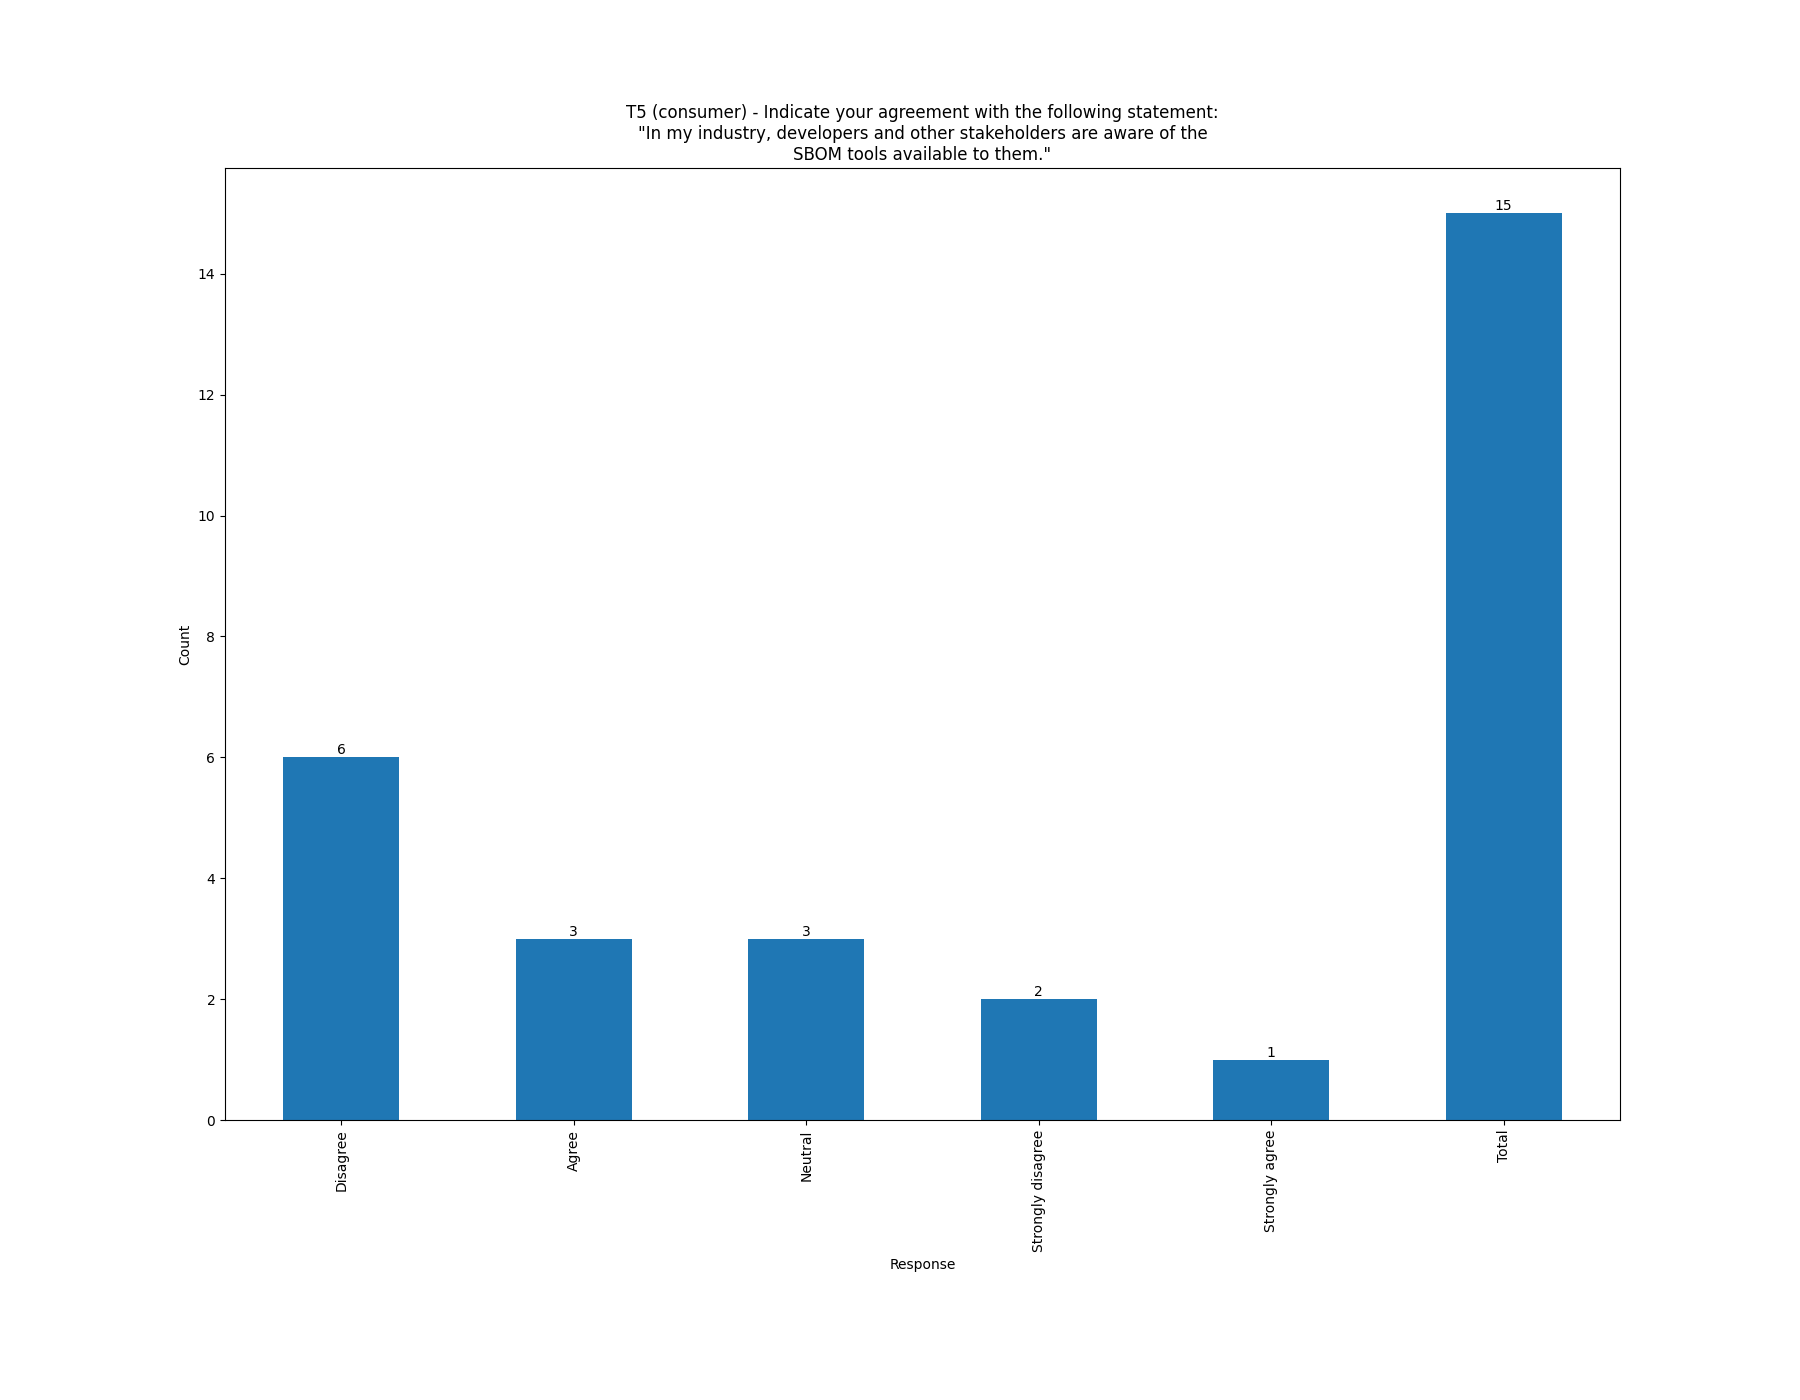 T5 (consumer) - Indicate your agreement with the following statement:
"In my industry, developers and other stakeholders are aware of the
SBOM tools available to them."
15
14
12
10
8
6
4
2
0
Count
6
3
3
2
1
Disagree
Agree
Neutral
Strongly disagree
Strongly agree
Total
Response